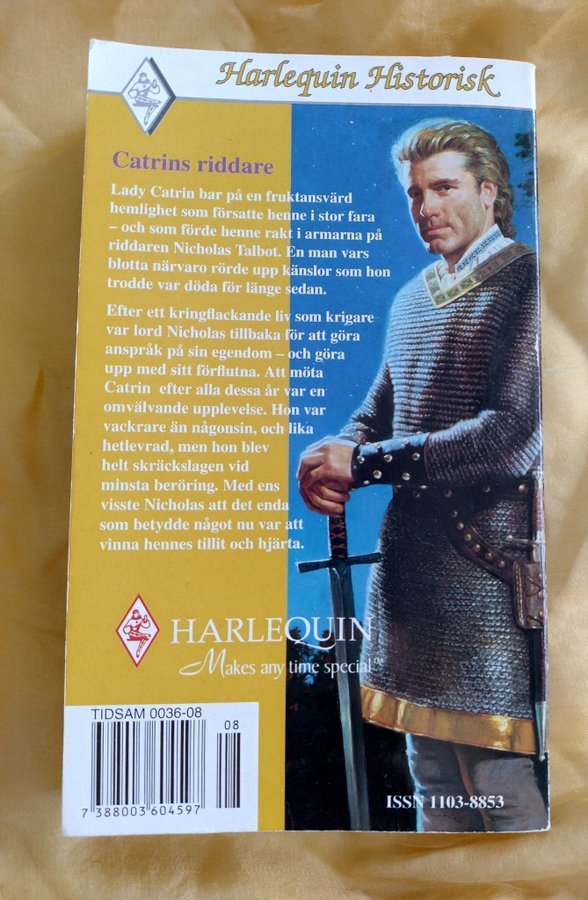 Harlequin Historisk
Catrins riddare
Lady Catrin bar på en fruktansvärd
hemlighet som försatte henne i stor fara
– och som förde henne rakt i armarna på
riddaren Nicholas Talbot. En man vars
blotta närvaro rörde upp känslor som hon
trodde var döda för länge sedan.
Efter ett kringflackande liv som krigare
var lord Nicholas tillbaka för att göra
anspråk på sin egendom – och göra
upp med sitt förflutna. Att möta
Catrin efter alla dessa år var en
omvälvande upplevelse. Hon var
vackrare än någonsin, och lika
hetlevrad, men hon blev
helt skräckslagen vid
minsta beröring. Med ens
visste Nicholas att det enda
som betydde något nu var att
vinna hennes tillit och hjärta.
HARLEQUIN
Makes any time special™
TIDSAM 0036-08
08
7 388003 604597
ISSN 1103-8853